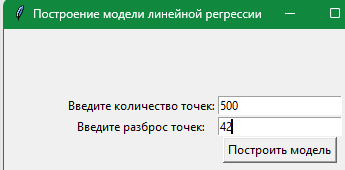 Построение модели линейной регрессии
Введите количество точек: 500
Введите разброс точек: 42
Построить модель